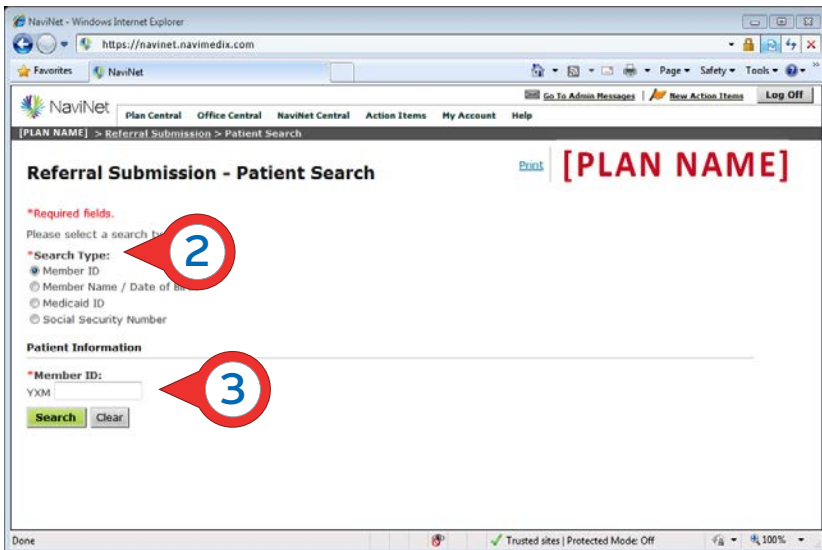 NaviNet - Windows Internet Explorer
https://navinet.navimedix.com
Favorites NaviNet Page Safety Tools
Go To Admin Messages | New Action Items Log Off
NaviNet Plan Central Office Central NaviNet Central Action Items My Account Help
[PLAN NAME] > Referral Submission > Patient Search
Referral Submission - Patient Search
Print [PLAN NAME]
*Required fields.
Please select a search
*Search Type:
2
Member ID
Member Name / Date of
Medicaid ID
Social Security Number
Patient Information
*Member ID:
YXM
3
Search Clear
Done Trusted sites | Protected Mode: Off 100%